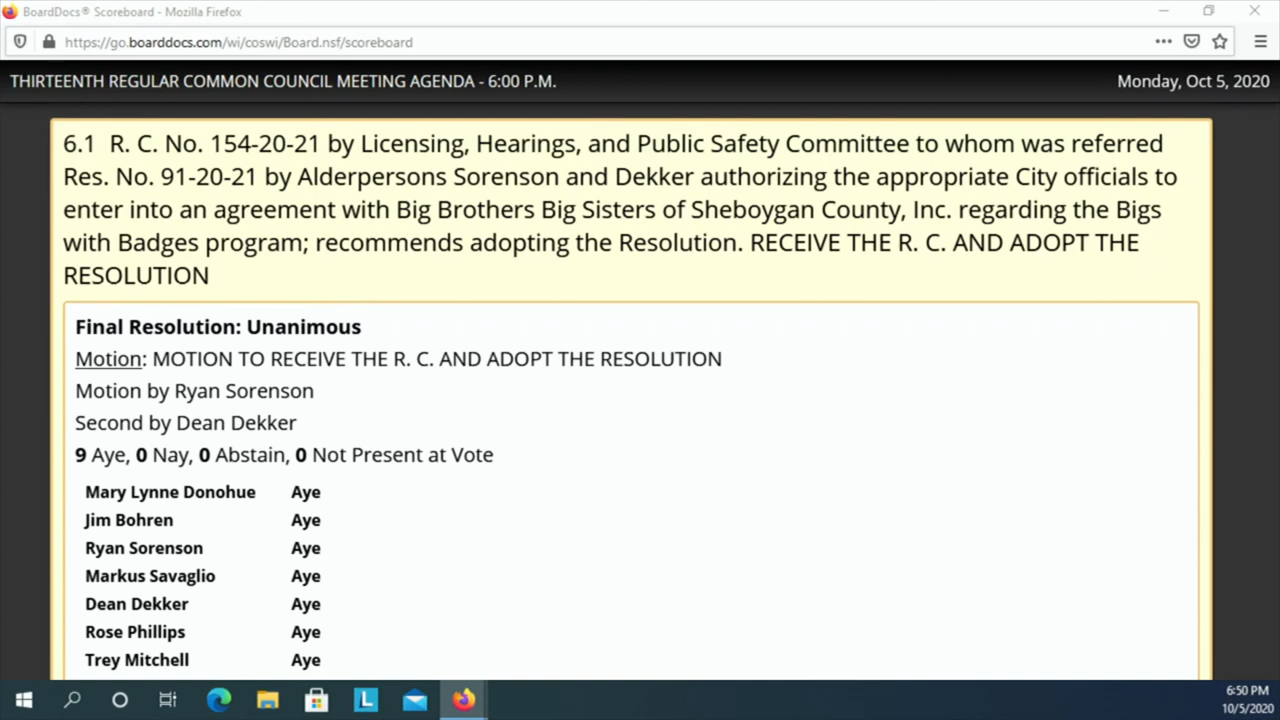 BoardDocs® Scoreboard - Mozilla Firefox
https://go.boarddocs.com/wi/coswi/Board.nsf/scoreboard
THIRTEENTH REGULAR COMMON COUNCIL MEETING AGENDA - 6:00 P.M. Monday, Oct 5, 2020
6.1 R. C. No. 154-20-21 by Licensing, Hearings, and Public Safety Committee to whom was referred
Res. No. 91-20-21 by Alderpersons Sorenson and Dekker authorizing the appropriate City officials to
enter into an agreement with Big Brothers Big Sisters of Sheboygan County, Inc. regarding the Bigs
with Badges program; recommends adopting the Resolution. RECEIVE THE R. C. AND ADOPT THE
RESOLUTION
Final Resolution: Unanimous
Motion: MOTION TO RECEIVE THE R. C. AND ADOPT THE RESOLUTION
Motion by Ryan Sorenson
Second by Dean Dekker
9 Aye, 0 Nay, 0 Abstain, 0 Not Present at Vote
Mary Lynne Donohue Aye
Jim Bohren Aye
Ryan Sorenson Aye
Markus Savaglio Aye
Dean Dekker Aye
Rose Phillips Aye
Trey Mitchell Aye
L
6:50 PM
10/5/2020